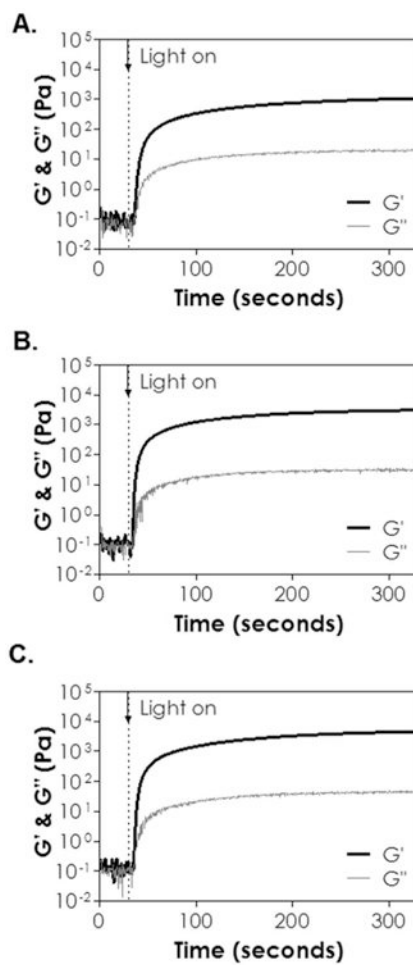 A.
10⁵
10⁴
10³
10²
10¹
10⁰
10⁻¹
10⁻²
G' & G'' (Pa)
Light on
G'
G''
0 100 200 300
Time (seconds)
B.
10⁵
10⁴
10³
10²
10¹
10⁰
10⁻¹
10⁻²
G' & G'' (Pa)
Light on
G'
G''
0 100 200 300
Time (seconds)
C.
10⁵
10⁴
10³
10²
10¹
10⁰
10⁻¹
10⁻²
G' & G'' (Pa)
Light on
G'
G''
0 100 200 300
Time (seconds)